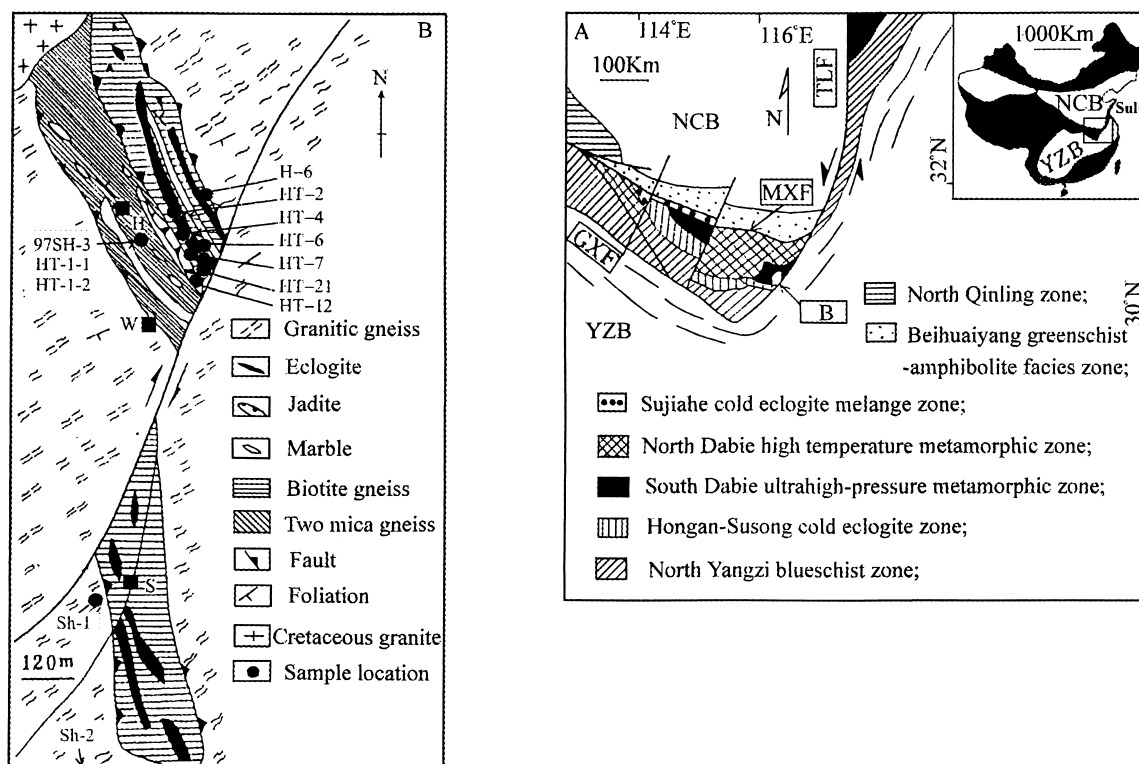 B
N
H-6
HT-2
HT-4
HT-6
HT-7
HT-21
HT-12
H
97SH-3
HT-1-1
HT-1-2
W
Granitic gneiss
Eclogite
Jadite
Marble
Biotite gneiss
Two mica gneiss
Fault
Foliation
Cretaceous granite
Sample location
S
Sh-1
120m
Sh-2
A
114°E
116°E
100Km
N
TLF
NCB
MXF
GXF
YZB
B
1000Km
NCB
Sul
YZB
32°N
30°N
North Qinling zone;
Beihuaiyang greenschist
-amphibolite facies zone;
Sujiahe cold eclogite melange zone;
North Dabie high temperature metamorphic zone;
South Dabie ultrahigh-pressure metamorphic zone;
Hongan-Susong cold eclogite zone;
North Yangzi blueschist zone;